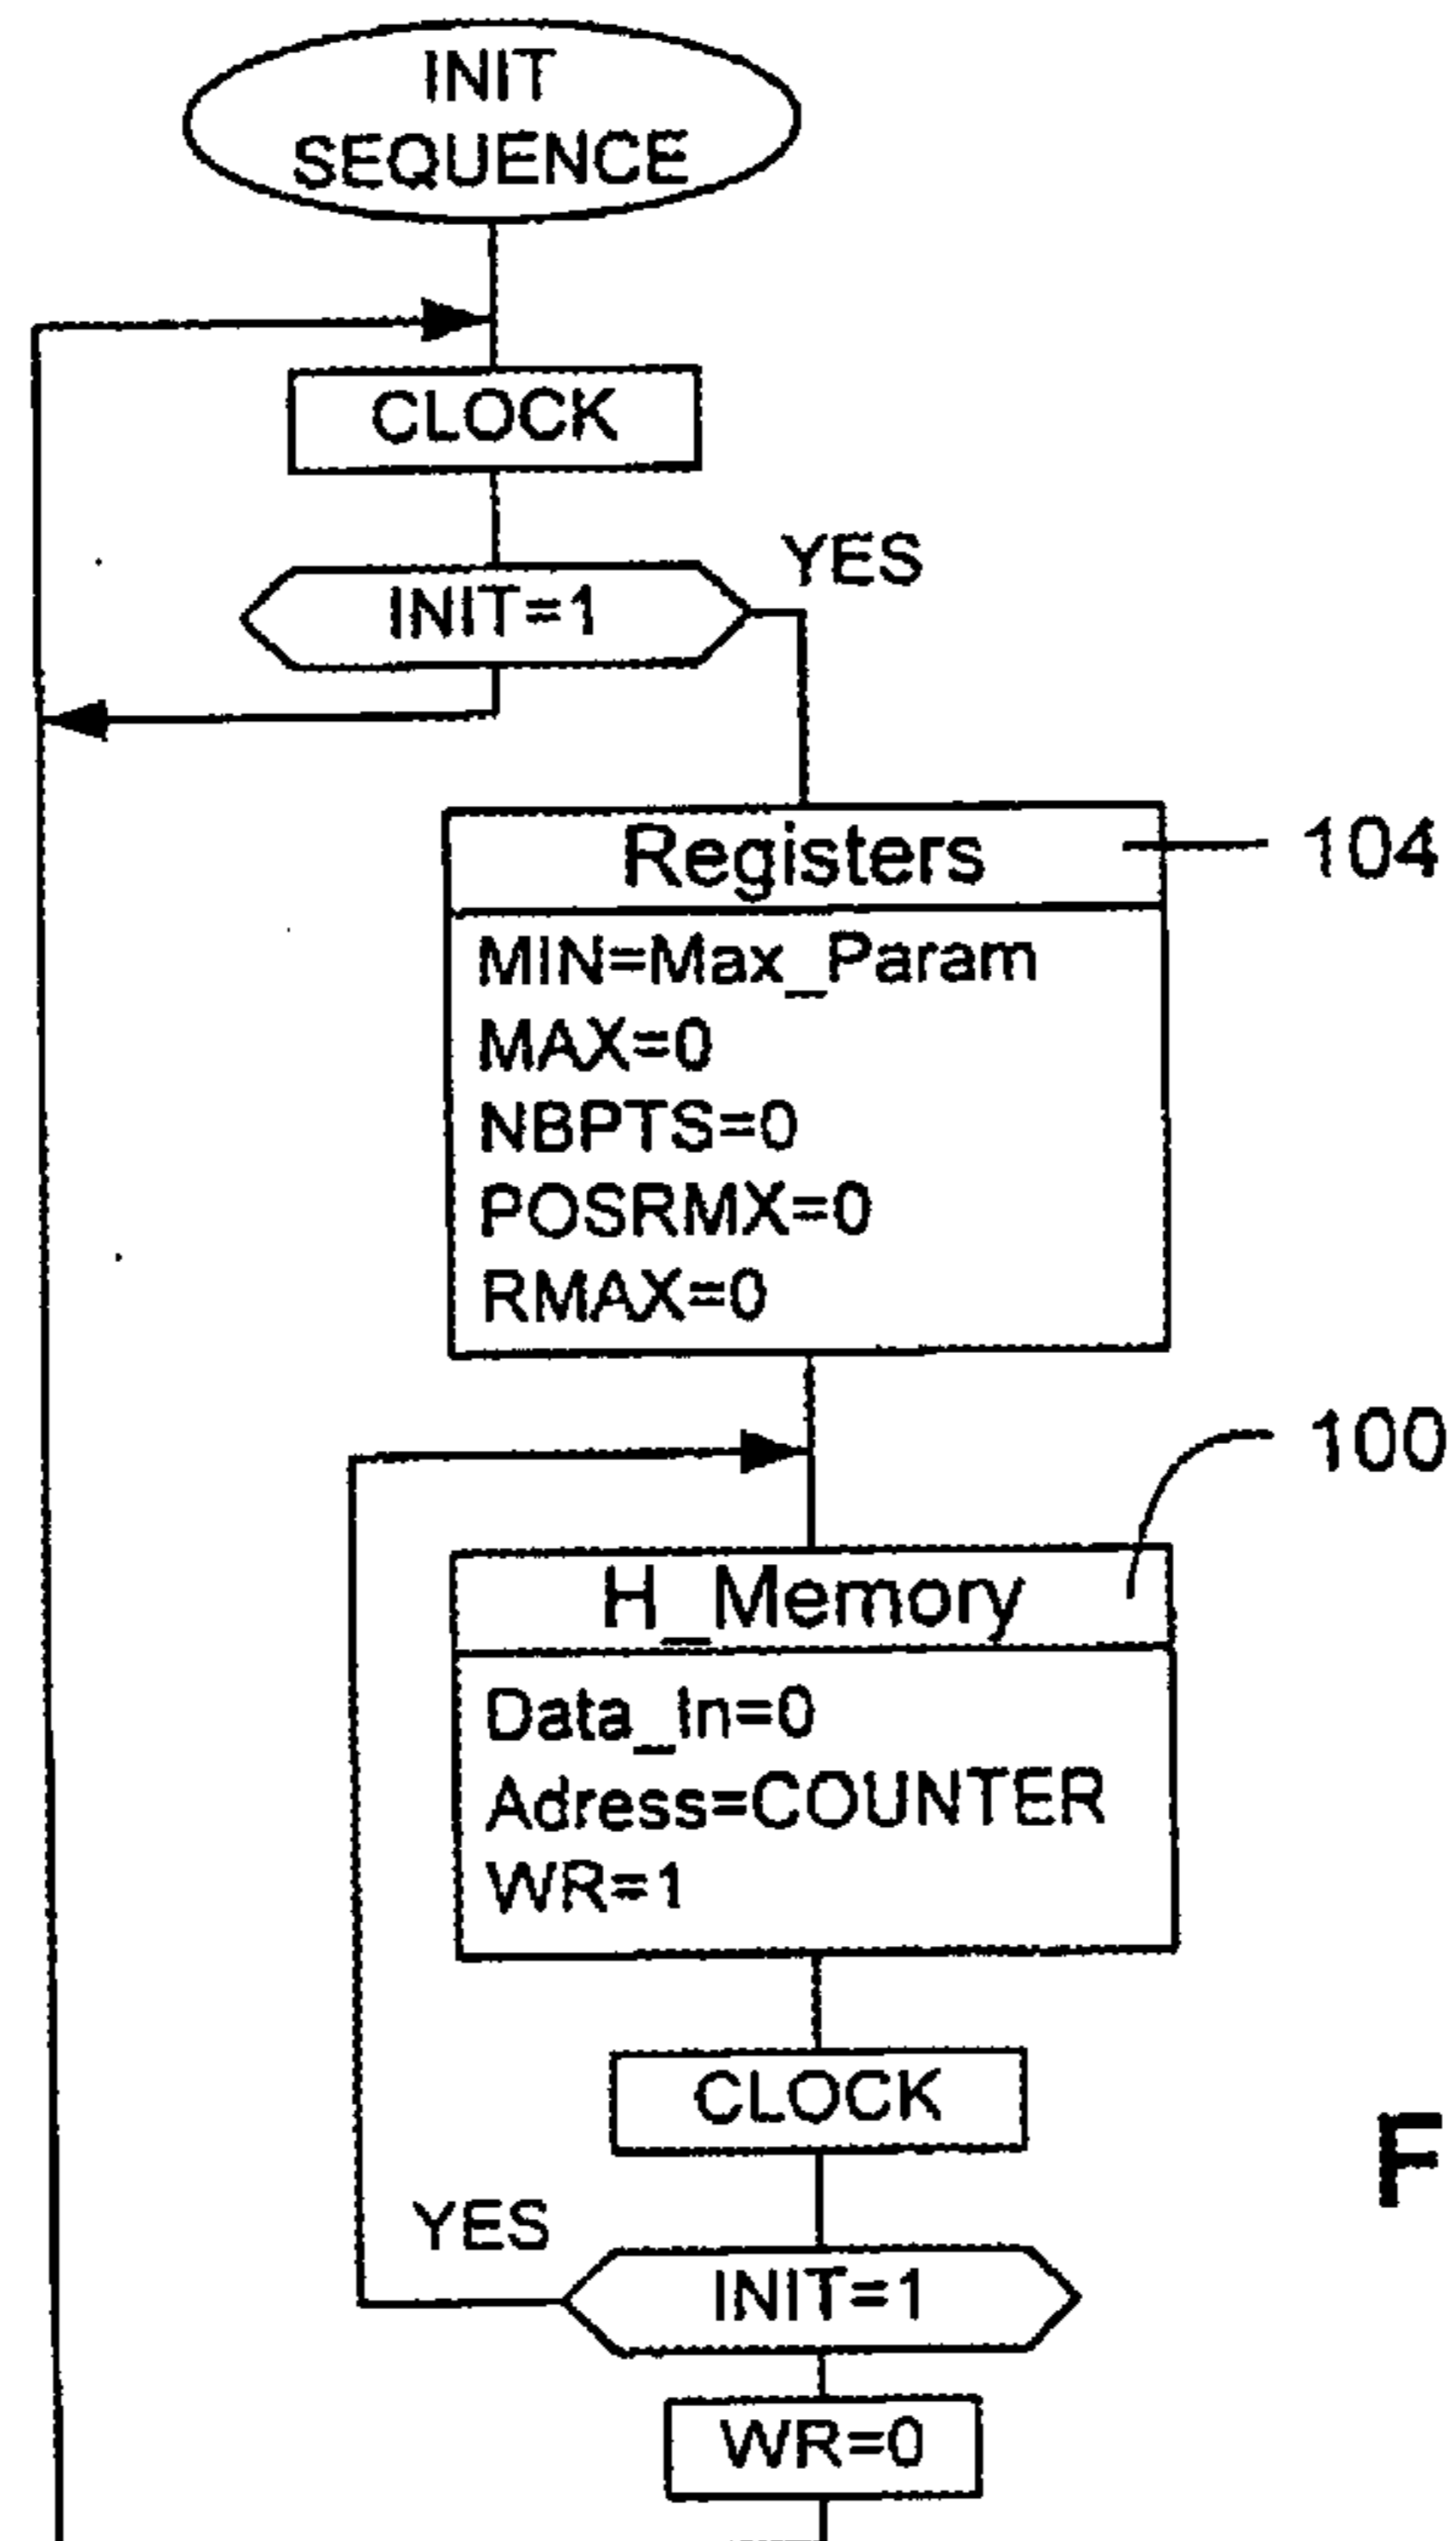 INIT
SEQUENCE
CLOCK
INIT=1
YES
Registers
104
MIN=Max_Param
MAX=0
NBPTS=0
POSRMX=0
RMAX=0
100
H_Memory
Data_In=0
Adress=COUNTER
WR=1
CLOCK
YES
INIT=1
WR=0
F